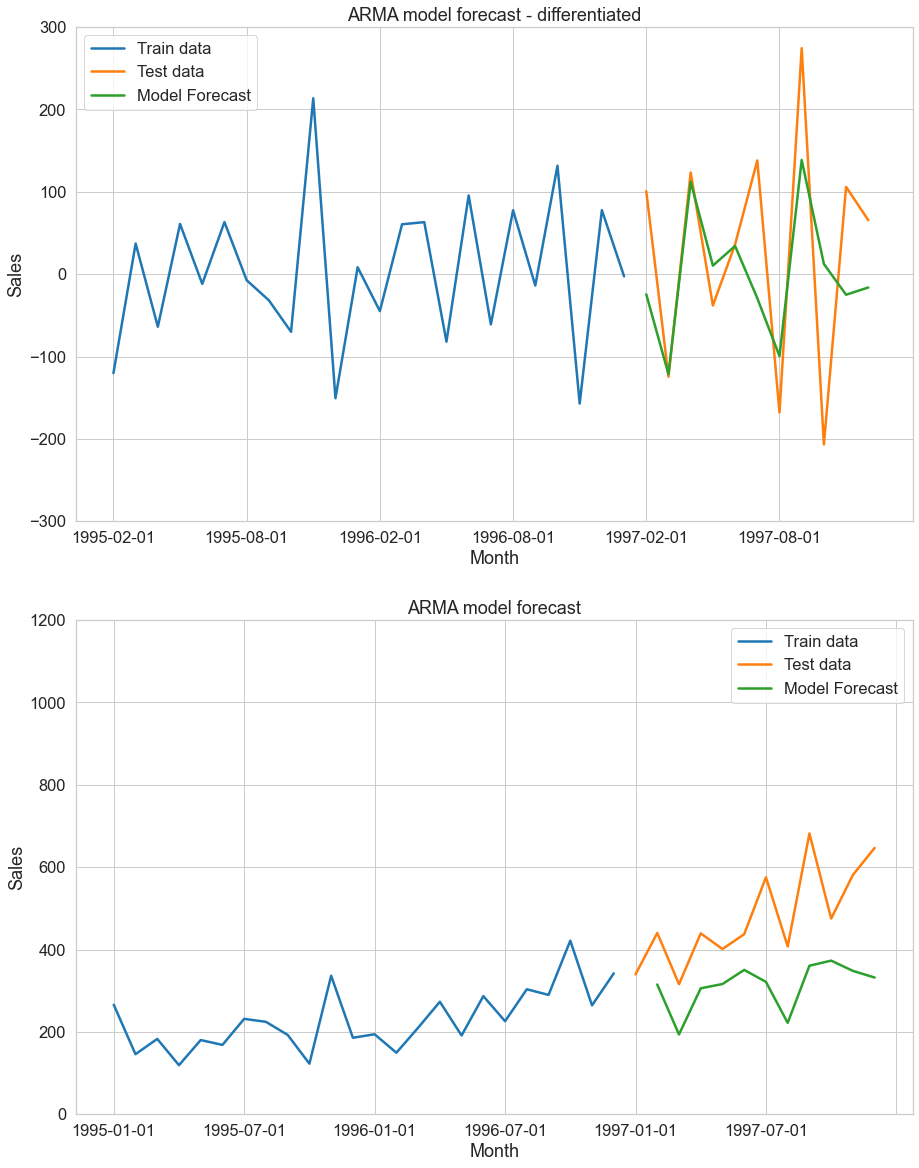 ARMA model forecast - differentiated
300
Train data
Test data
Model Forecast
200
100
0
−100
−200
−300
Sales
1995-02-01 1995-08-01 1996-02-01 1996-08-01 1997-02-01 1997-08-01
Month
ARMA model forecast
1200
Train data
Test data
Model Forecast
1000
800
600
400
200
0
Sales
1995-01-01 1995-07-01 1996-01-01 1996-07-01 1997-01-01 1997-07-01
Month